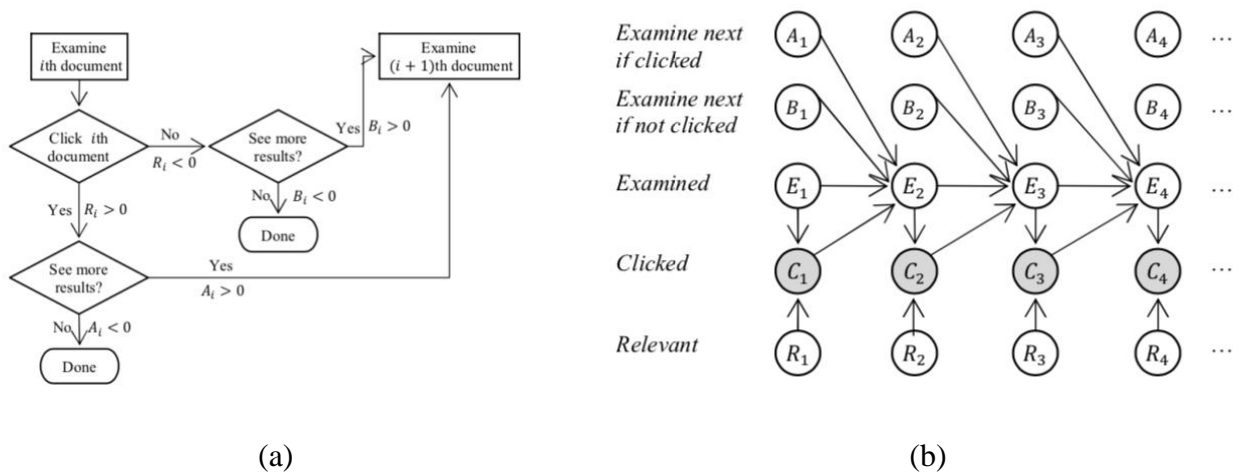 Examine
ith document
Examine
(i + 1)th document
Click ith
document
No
R_i < 0
See more
results?
Yes
B_i > 0
Yes
R_i > 0
No
B_i < 0
Done
See more
results?
Yes
A_i > 0
No
A_i < 0
Done
(a)
Examine next
if clicked
A_1 A_2 A_3 A_4 ...
Examine next
if not clicked
B_1 B_2 B_3 B_4 ...
Examined
E_1 E_2 E_3 E_4 ...
Clicked
C_1 C_2 C_3 C_4 ...
Relevant
R_1 R_2 R_3 R_4 ...
(b)